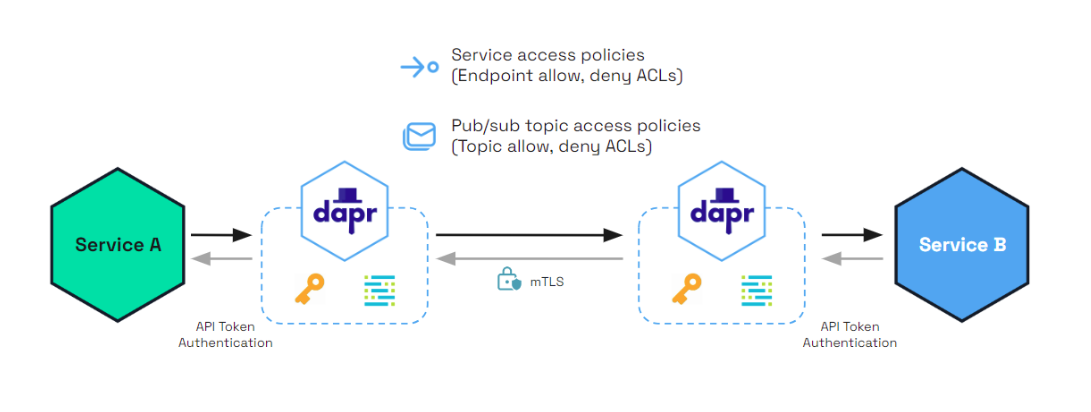 Service access policies
(Endpoint allow, deny ACLs)
Pub/sub topic access policies
(Topic allow, deny ACLs)
dapr
dapr
Service A
Service B
mTLS
API Token
Authentication
API Token
Authentication